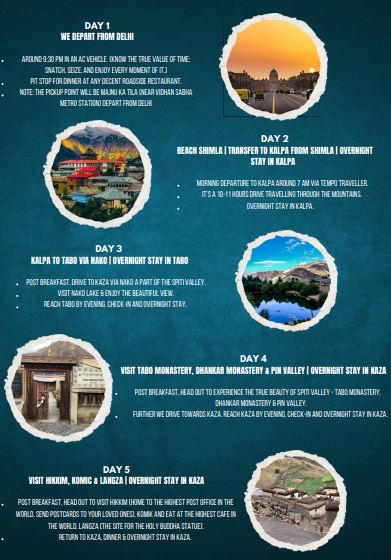 DAY 1
WE DEPART FROM DELHI
AROUND 9:30 PM IN AN AC VEHICLE. (KNOW THE TRUE VALUE OF TIME;
SNATCH, SEIZE, AND ENJOY EVERY MOMENT OF IT.)
PIT STOP FOR DINNER AT ANY DECENT ROADSIDE RESTAURANT.
NOTE: THE PICKUP POINT WILL BE MAJNU KA TILA (NEAR VIDHAN SABHA
METRO STATION) DEPART FROM DELHI
DAY 2
REACH SHIMLA | TRANSFER TO KALPA FROM SHIMLA | OVERNIGHT
STAY IN KALPA
MORNING DEPARTURE TO KALPA AROUND 7 AM VIA TEMPO TRAVELLER.
IT'S A 10-11 HOURS DRIVE TRAVELLING THROUGH THE MOUNTAINS.
OVERNIGHT STAY IN KALPA.
DAY 3
KALPA TO TABO VIA NAKO | OVERNIGHT STAY IN TABO
POST BREAKFAST, DRIVE TO KAZA VIA NAKO A PART OF THE SPITI VALLEY.
VISIT NAKO LAKE & ENJOY THE BEAUTIFUL VIEW.
REACH TABO BY EVENING, CHECK-IN AND OVERNIGHT STAY.
DAY 4
VISIT TABO MONASTERY, DHANKAR MONASTERY & PIN VALLEY | OVERNIGHT STAY IN KAZA
POST BREAKFAST, HEAD OUT TO EXPERIENCE THE TRUE BEAUTY OF SPITI VALLEY - TABO MONASTERY,
DHANKAR MONASTERY & PIN VALLEY.
FURTHER WE DRIVE TOWARDS KAZA. REACH KAZA BY EVENING, CHECK-IN AND OVERNIGHT STAY IN KAZA.
DAY 5
VISIT HIKKIM, KOMIC & LANGZA | OVERNIGHT STAY IN KAZA
POST BREAKFAST, HEAD OUT TO VISIT HIKKIM (HOME TO THE HIGHEST POST OFFICE IN THE
WORLD, SEND POSTCARDS TO YOUR LOVED ONES), KOMIK AND EAT AT THE HIGHEST CAFE IN
THE WORLD, LANGZA (THE SITE FOR THE HOLY BUDDHA STATUE).
RETURN TO KAZA, DINNER & OVERNIGHT STAY IN KAZA.